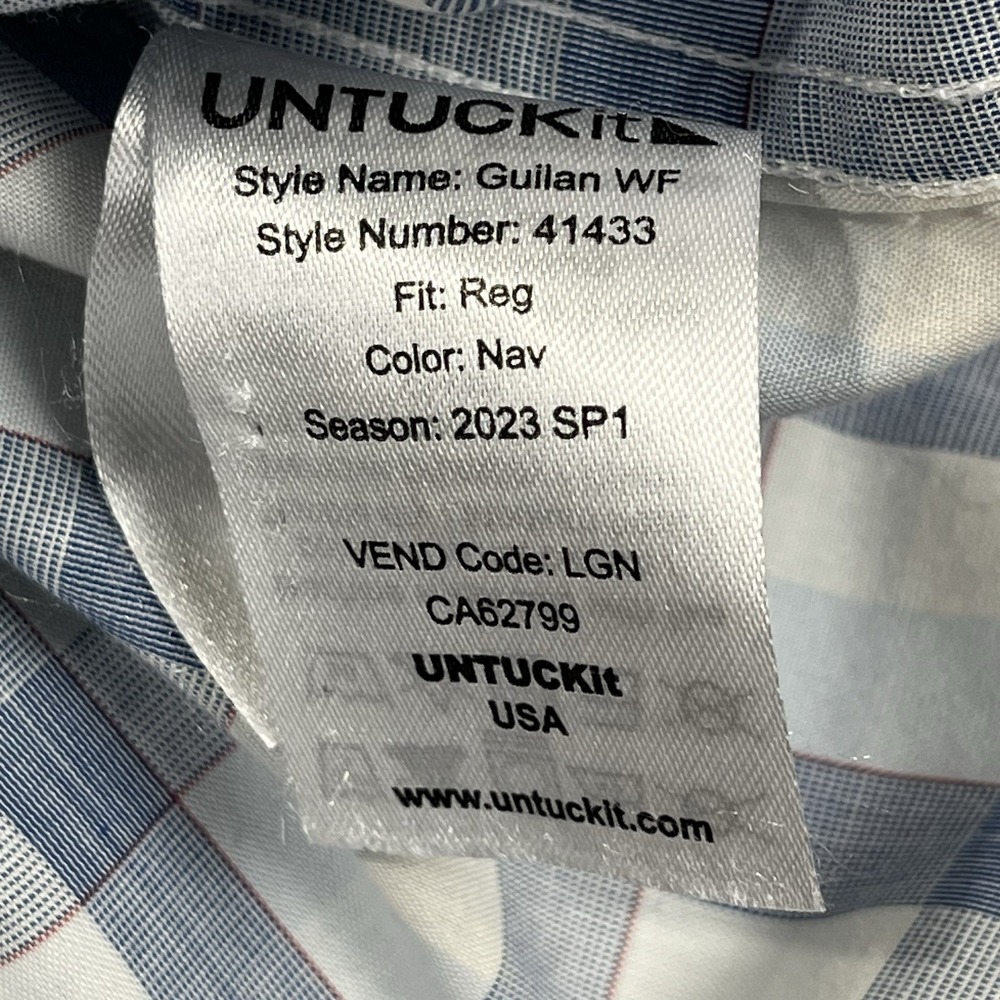 UNTUCKit
Style Name: Guilan WF
Style Number: 41433
Fit: Reg
Color: Nav
Season: 2023 SP1
VEND Code: LGN
CA62799
UNTUCKit
USA
www.untuckit.com